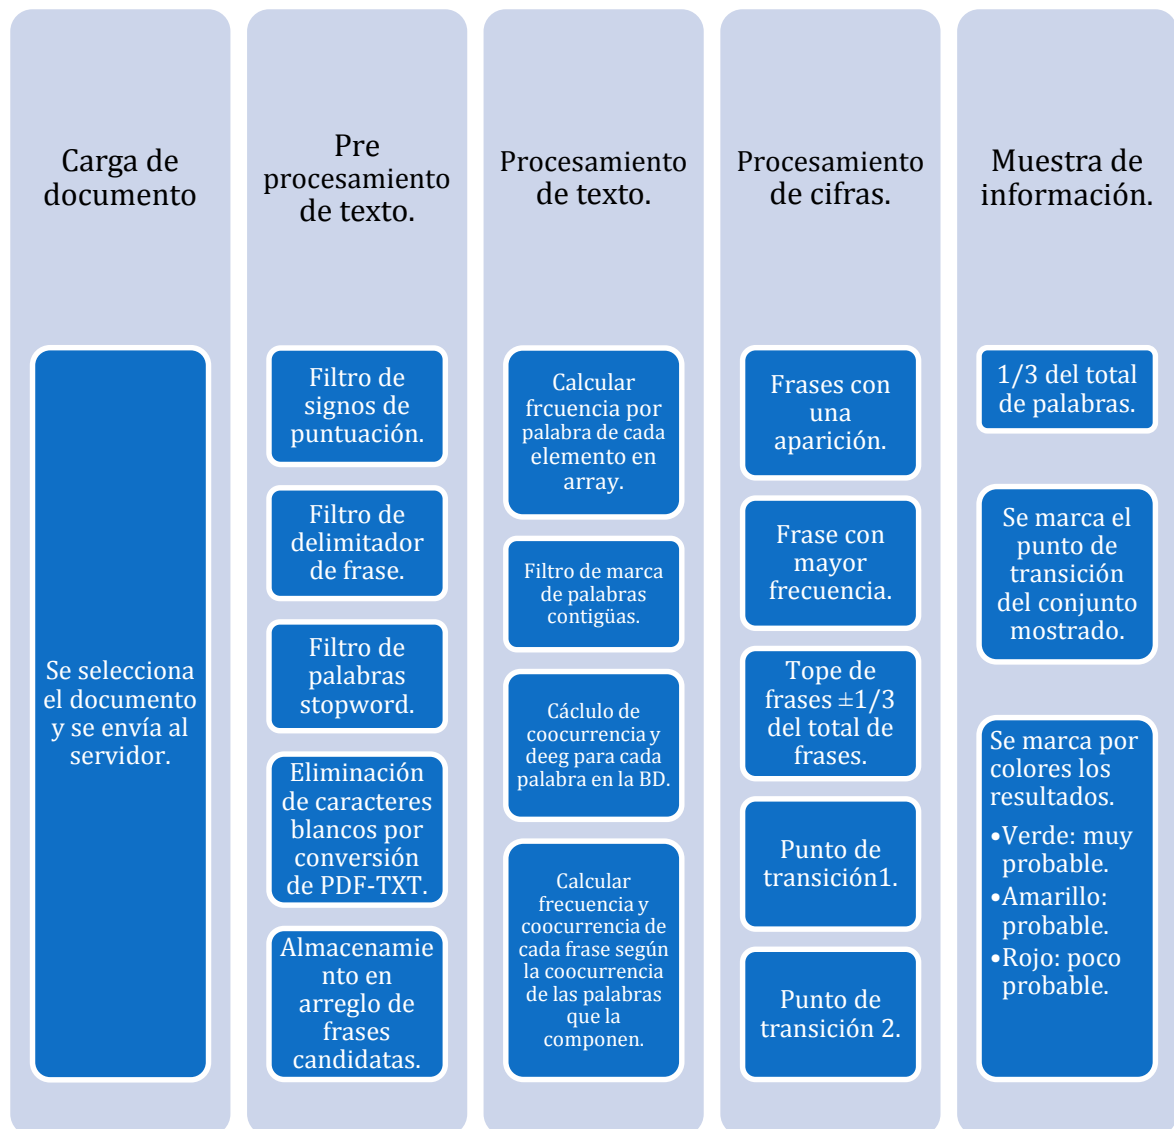 Carga de
documento
Se selecciona
el documento
y se envía al
servidor.
Pre
procesamiento
de texto.
Filtro de
signos de
puntuación.
Filtro de
delimitador
de frase.
Filtro de
palabras
stopword.
Eliminación
de caracteres
blancos por
conversión
de PDF-TXT.
Almacenamie
nto en
arreglo de
frases
candidatas.
Procesamiento
de texto.
Calcular
frcuencia por
palabra de cada
elemento en
array.
Filtro de marca
de palabras
contigüas.
Cáclulo de
coocurrencia y
deeg para cada
palabra en la BD.
Calcular
frecuencia y
coocurrencia de
cada frase según
la coocurrencia
de las palabras
que la
componen.
Procesamiento
de cifras.
Frases con
una
aparición.
Frase con
mayor
frecuencia.
Tope de
frases ±1/3
del total de
frases.
Punto de
transición1.
Punto de
transición 2.
Muestra de
información.
1/3 del total
de palabras.
Se marca el
punto de
transición
del conjunto
mostrado.
Se marca por
colores los
resultados.
•Verde: muy
probable.
•Amarillo:
probable.
•Rojo: poco
probable.